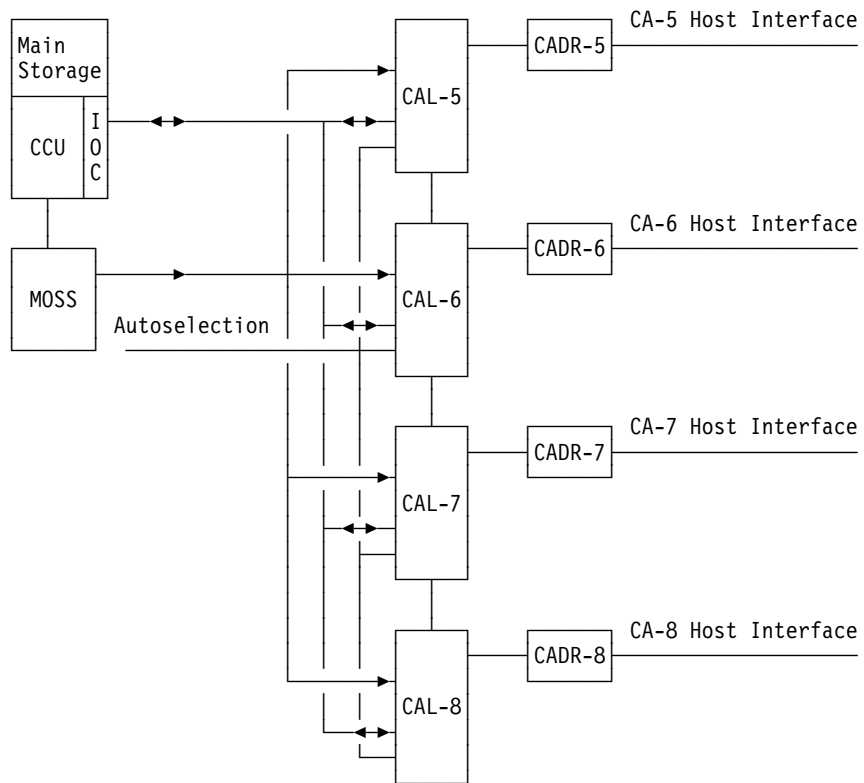 CA-5 Host Interface
Main
Storage
CADR-5
CAL-5
I
O
C
CCU
CA-6 Host Interface
CADR-6
MOSS
CAL-6
Autoselection
CA-7 Host Interface
CADR-7
CAL-7
CA-8 Host Interface
CADR-8
CAL-8